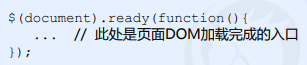 $(document).ready(function(){
... // 此处是页面DOM加载完成的入口
});